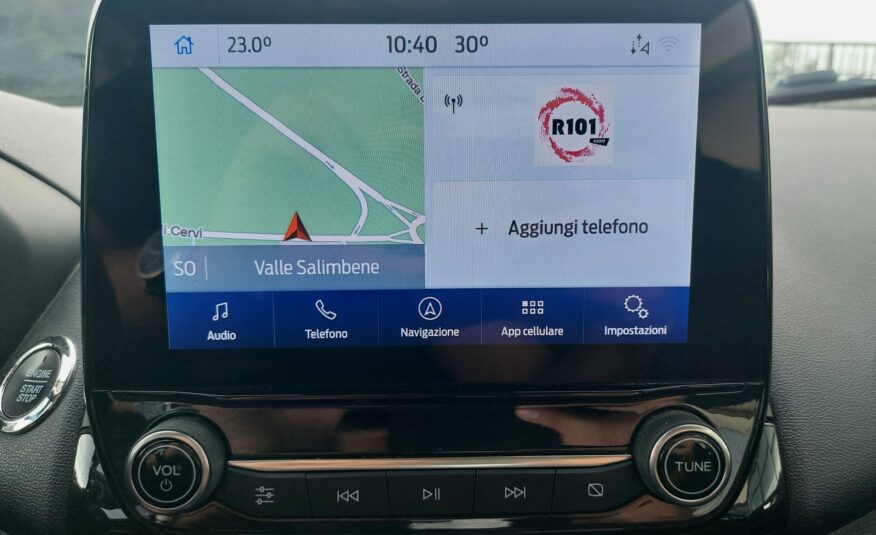 23.0° 10:40 30°
Strada
R101
RADIO
i Cervi
+ Aggiungi telefono
SO | Valle Salimbene
Audio Telefono Navigazione App cellulare Impostazioni
ENGINE
START
STOP
VOL
TUNE